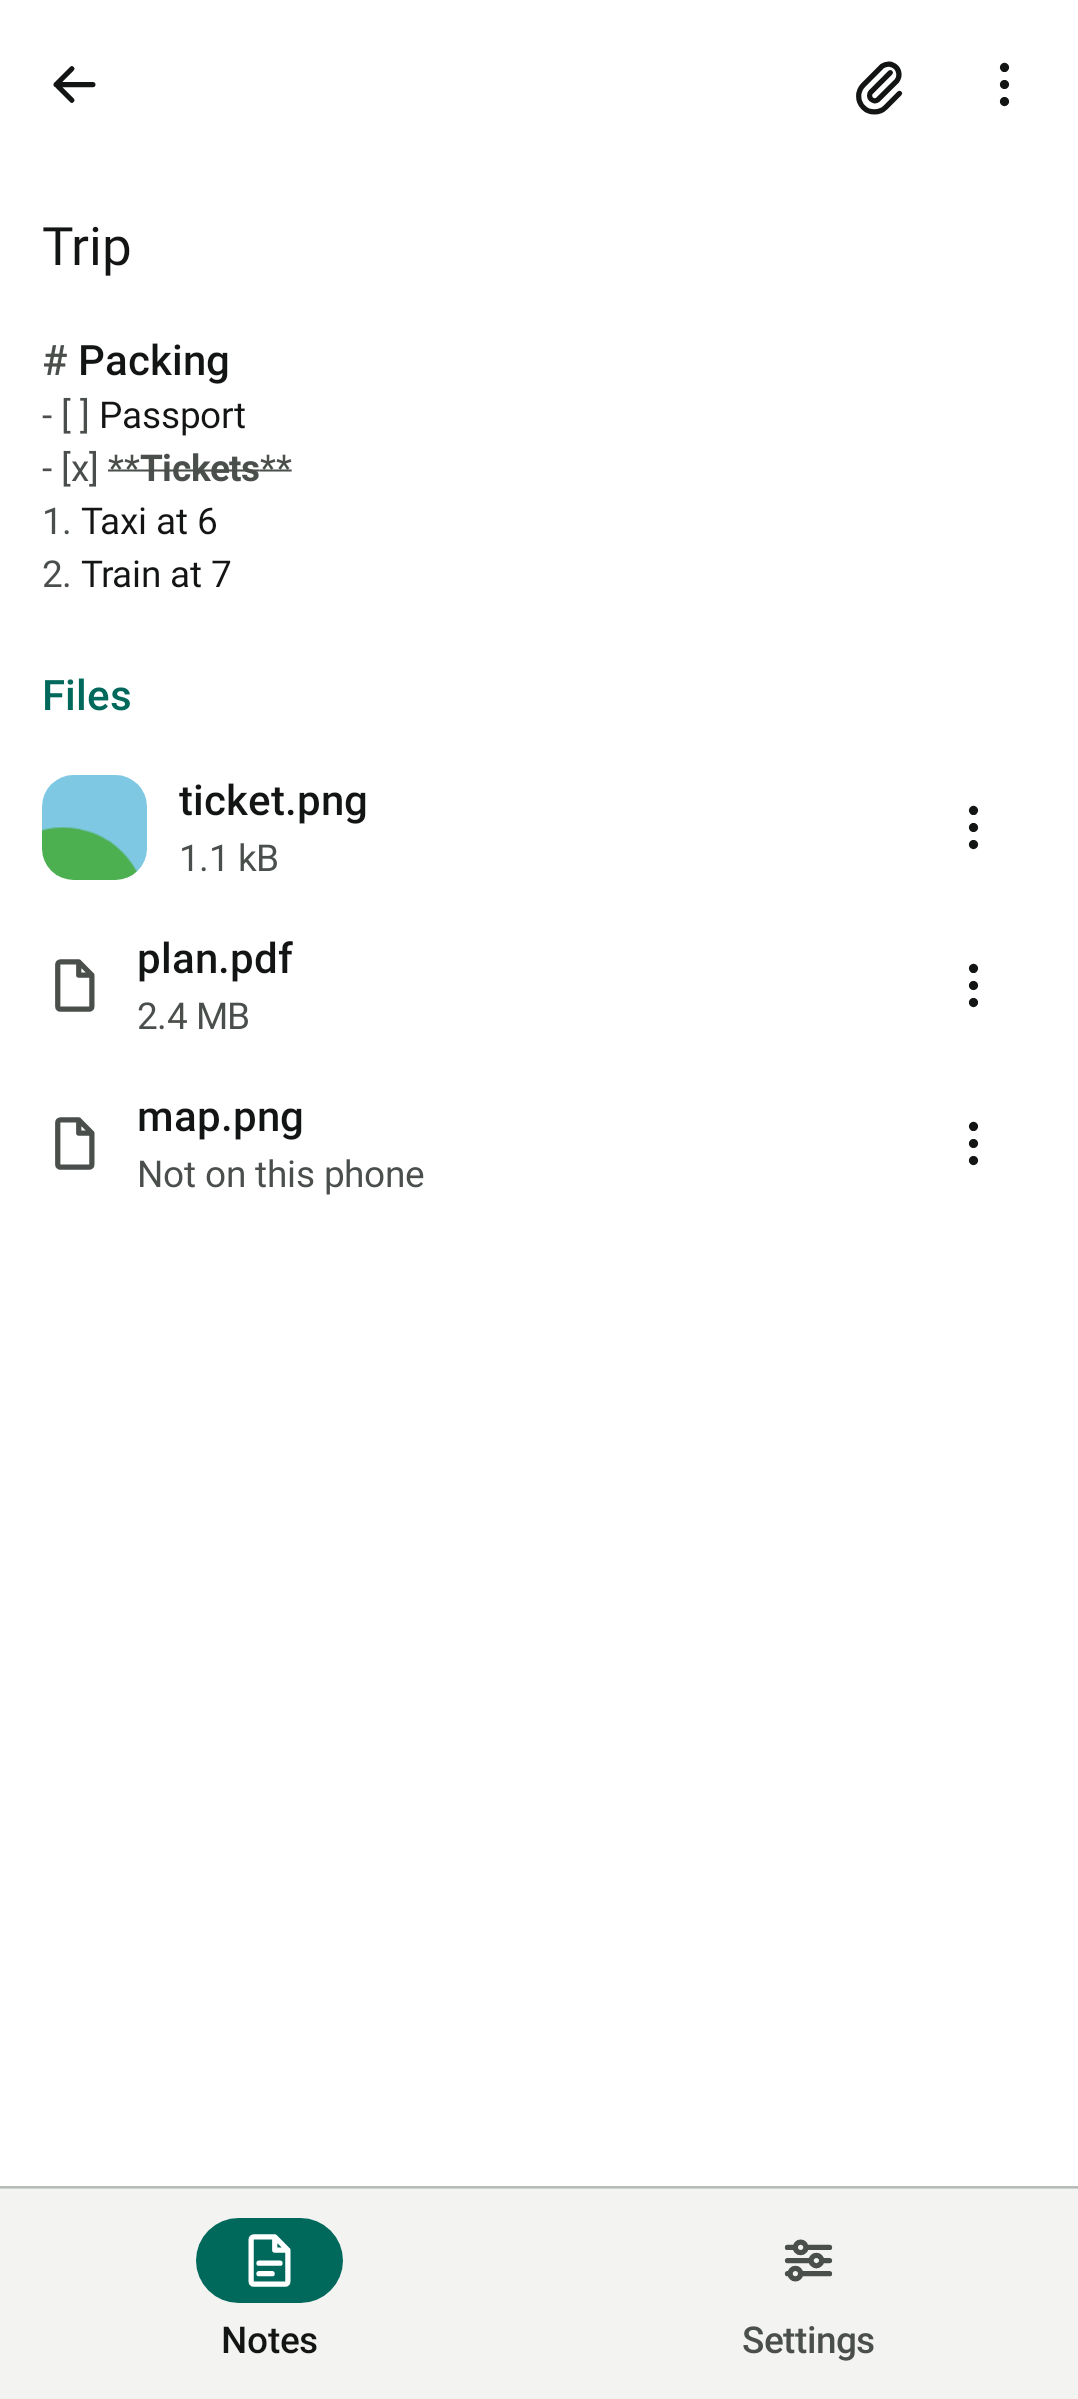 Trip
# Packing
- [ ] Passport
- [x] **Tickets**
1. Taxi at 6
2. Train at 7
Files
ticket.png
1.1 kB
plan.pdf
2.4 MB
map.png
Not on this phone
Notes
Settings